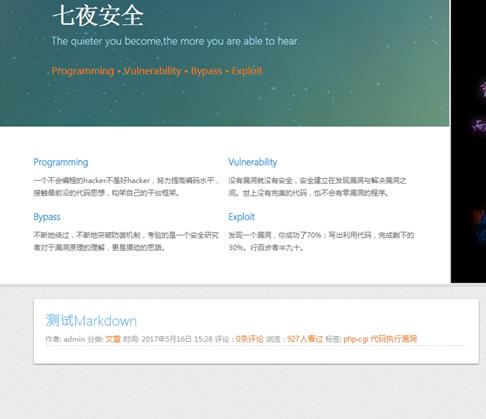 七夜安全
The quieter you become,the more you are able to hear.
Programming • Vulnerability • Bypass • Exploit
Programming
一个不会编程的hacker不是好hacker，努力提高编码水平，
接触最前沿的代码思想，构架自己的平台框架。
Vulnerability
没有漏洞就没有安全，安全建立在发现漏洞与解决漏洞之
间。世上没有完美的代码，也不会有零漏洞的程序。
Bypass
不断地绕过，不断地突破防御机制，考验的是一个安全研究
者对于漏洞原理的理解，更是猥琐的思路。
Exploit
发现一个漏洞，你成功了70%；写出利用代码，完成剩下的
30%。行百步者半九十。
测试Markdown
作者: admin 分类: 文章 时间: 2017年5月16日 15:28 评论：0条评论 浏览：927人看过 标签: php-cgi 代码执行漏洞